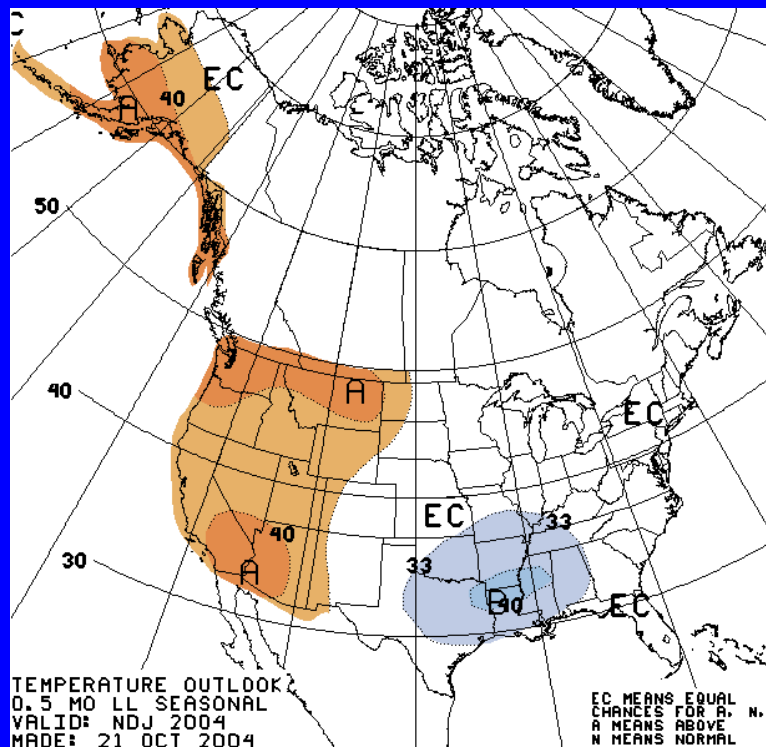 C
EC
A
40
50
40
30
A
EC
EC
33
33
40
A
B
40
EC
TEMPERATURE OUTLOOK
0.5 MO LL SEASONAL
VALID: NDJ 2004
MADE: 21 OCT 2004
EC MEANS EQUAL
CHANCES FOR A, N,
A MEANS ABOVE
N MEANS NORMAL